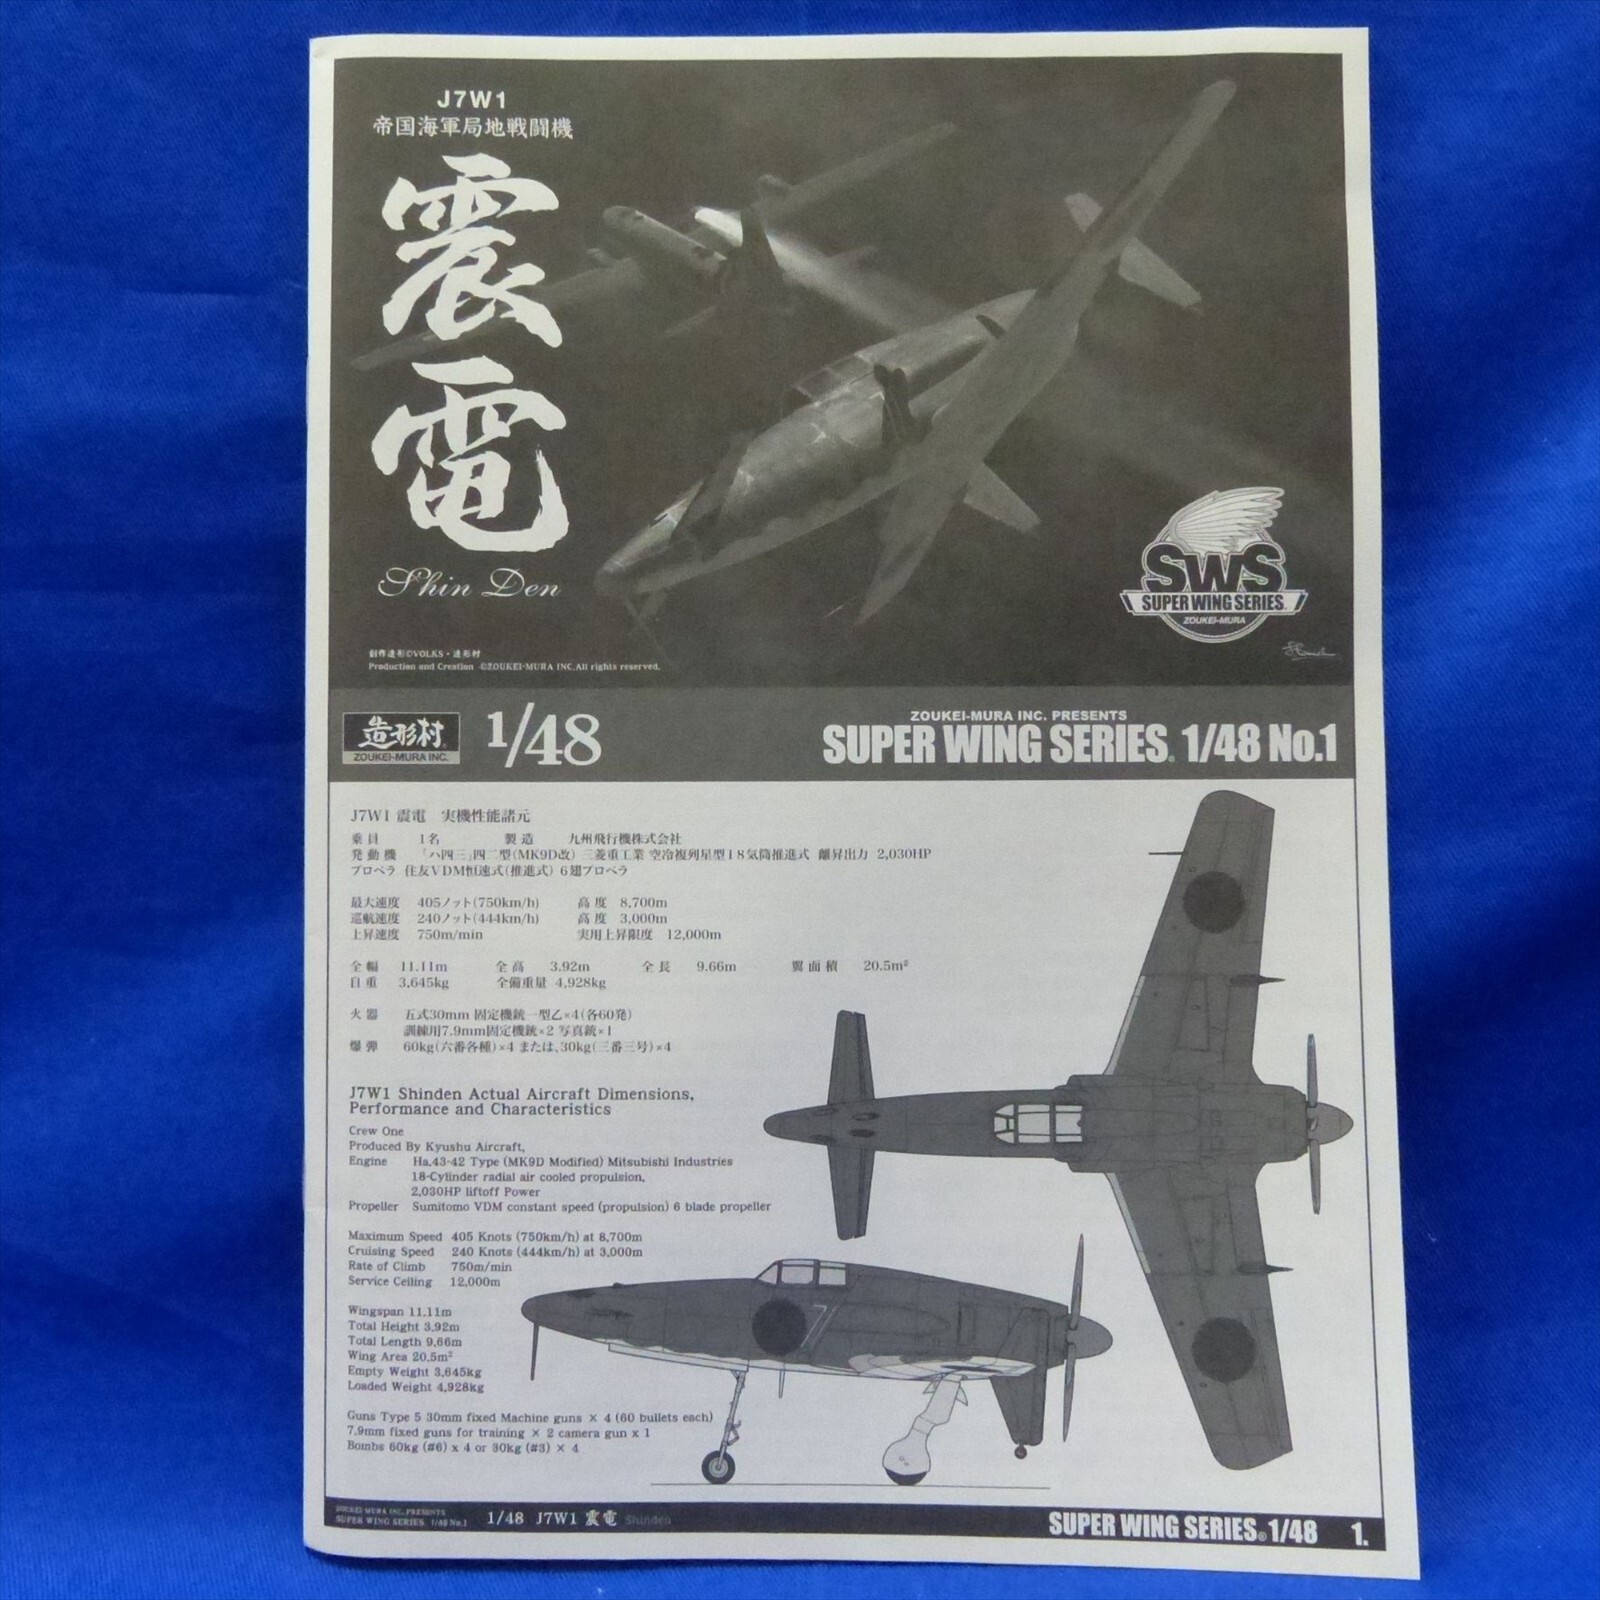 J7W1
帝国海軍局地戦闘機
震電
Shin Den
創作造形©VOLKS・造形村
Production and Creation ©ZOUKEI-MURA INC.All rights reserved.
SWS
SUPER WING SERIES
ZOUKEI-MURA
造形村
ZOUKEI-MURA INC.
1/48
ZOUKEI-MURA INC. PRESENTS
SUPER WING SERIES® 1/48 No.1
J7W1 震電 実機性能諸元
乗員 1名 製造 九州飛行機株式会社
発動機 「ハ四三」四二型(MK9D改) 三菱重工業 空冷複列星型18気筒推進式 離昇出力 2,030HP
プロペラ 住友VDM恒速式(推進式) 6翅プロペラ
最大速度 405ノット(750km/h) 高度 8,700m
巡航速度 240ノット(444km/h) 高度 3,000m
上昇速度 750m/min 実用上昇限度 12,000m
全幅 11.11m 全高 3.92m 全長 9.66m 翼面積 20.5m²
自重 3,645kg 全備重量 4,928kg
火器 五式30mm 固定機銃一型乙×4(各60発)
訓練用7.9mm固定機銃×2 写真銃×1
爆弾 60kg(六番各種)×4 または、30kg(三番三号)×4
J7W1 Shinden Actual Aircraft Dimensions,
Performance and Characteristics
Crew One
Produced By Kyushu Aircraft,
Engine Ha.43-42 Type (MK9D Modified) Mitsubishi Industries
18-Cylinder radial air cooled propulsion,
2,030HP liftoff Power
Propeller Sumitomo VDM constant speed (propulsion) 6 blade propeller
Maximum Speed 405 Knots (750km/h) at 8,700m
Cruising Speed 240 Knots (444km/h) at 3,000m
Rate of Climb 750m/min
Service Ceiling 12,000m
Wingspan 11.11m
Total Height 3.92m
Total Length 9.66m
Wing Area 20.5m²
Empty Weight 3,645kg
Loaded Weight 4,928kg
Guns Type 5 30mm fixed Machine guns × 4 (60 bullets each)
7.9mm fixed guns for training × 2 camera gun x 1
Bombs 60kg (#6) x 4 or 30kg (#3) × 4
7
ZOUKEI-MURA INC. PRESENTS
SUPER WING SERIES 1/48 No.1
1/48 J7W1 震電 Shinden
SUPER WING SERIES® 1/48 1.